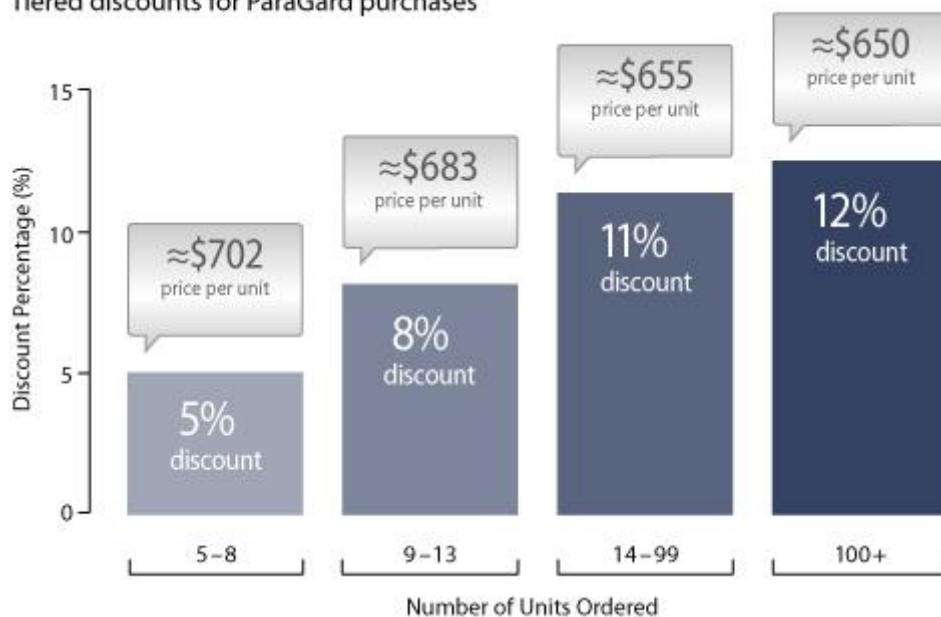 Tiered discounts for ParaGard purchases
≈$650
price per unit
≈$655
price per unit
≈$683
price per unit
≈$702
price per unit
15
10
5
0
Discount Percentage (%)
5%
discount
8%
discount
11%
discount
12%
discount
5–8
9–13
14–99
100+
Number of Units Ordered